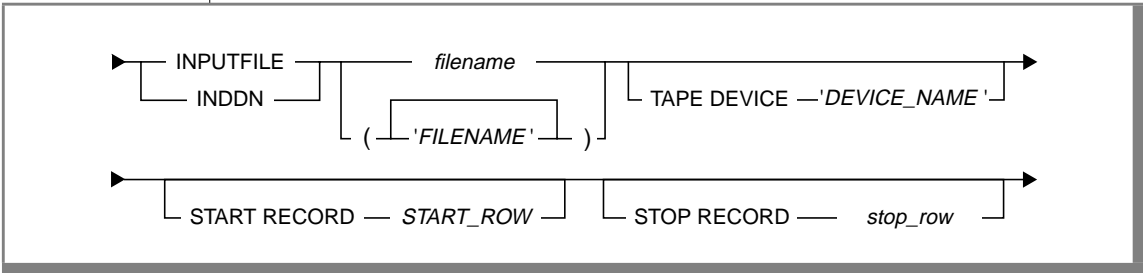 INPUTFILE filename
INDDN TAPE DEVICE 'DEVICE_NAME '
( 'FILENAME ' )
START RECORD START_ROW STOP RECORD stop_row